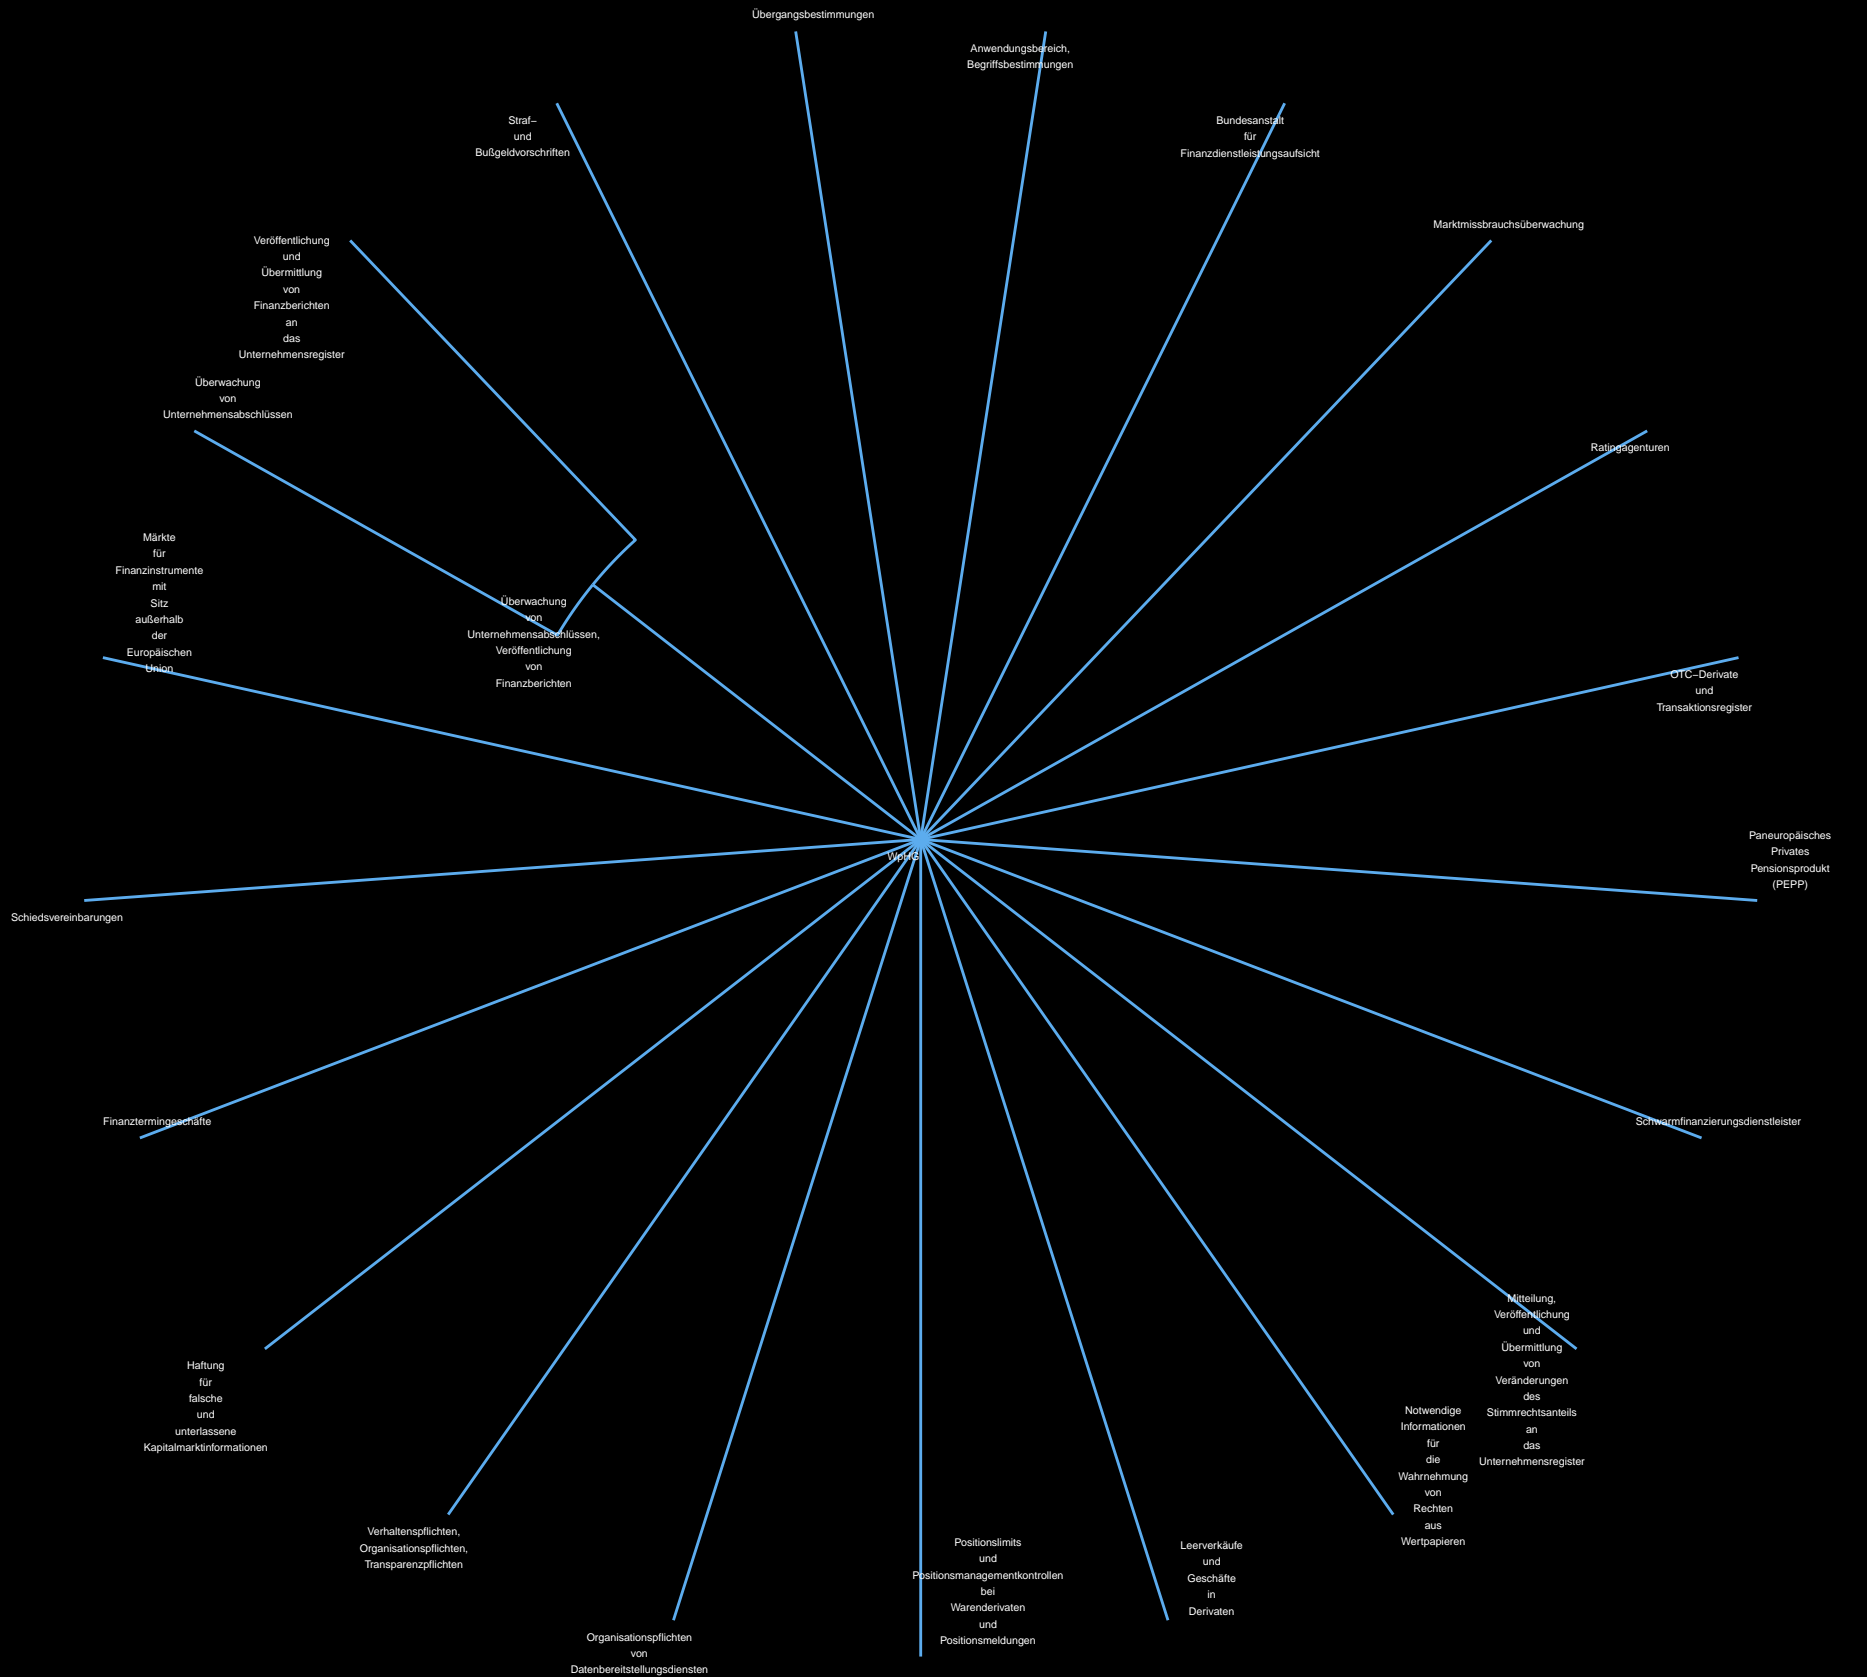 Übergangsbestimmungen
Anwendungsbereich,
Begriffsbestimmungen
Straf–
und
Bußgeldvorschriften
Bundesanstalt
für
Finanzdienstleistungsaufsicht
Marktmissbrauchsüberwachung
Veröffentlichung
und
Übermittlung
von
Finanzberichten
an
das
Unternehmensregister
Überwachung
von
Unternehmensabschlüssen
Ratingagenturen
Märkte
für
Finanzinstrumente
mit
Sitz
außerhalb
der
Europäischen
Union
Überwachung
von
Unternehmensabschlüssen,
Veröffentlichung
von
Finanzberichten
OTC–Derivate
und
Transaktionsregister
Paneuropäisches
Privates
Pensionsprodukt
(PEPP)
WpHG
Schiedsvereinbarungen
Finanztermingeschäfte
Schwarmfinanzierungsdienstleister
Mitteilung,
Veröffentlichung
und
Übermittlung
von
Veränderungen
des
Stimmrechtsanteils
an
das
Unternehmensregister
Haftung
für
falsche
und
unterlassene
Kapitalmarktinformationen
Notwendige
Informationen
für
die
Wahrnehmung
von
Rechten
aus
Wertpapieren
Verhaltenspflichten,
Organisationspflichten,
Transparenzpflichten
Positionslimits
und
Positionsmanagementkontrollen
bei
Warenderivaten
und
Positionsmeldungen
Leerverkäufe
und
Geschäfte
in
Derivaten
Organisationspflichten
von
Datenbereitstellungsdiensten